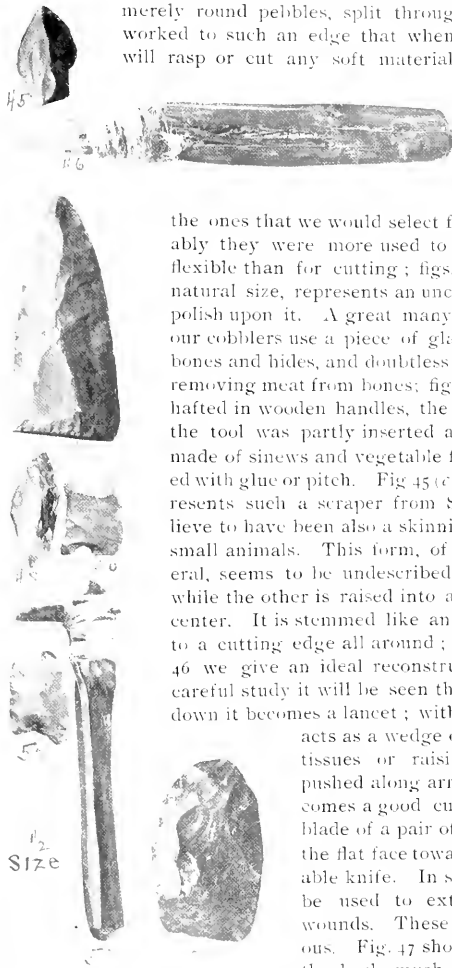 merely round pebbles, split throug
worked to such an edge that when
will rasp or cut any soft material
45
46
the ones that we would select f
ably they were more used to
flexible than for cutting ; figs.
natural size, represents an unc
polish upon it. A great many
our cobblers use a piece of gla
bones and hides, and doubtless
removing meat from bones; fig
hafted in wooden handles, the
the tool was partly inserted a
made of sinews and vegetable f
ed with glue or pitch. Fig 45 (c
resents such a scraper from S
lieve to have been also a skinni
small animals. This form, of
eral, seems to be undescribed
while the other is raised into a
center. It is stemmed like an
to a cutting edge all around ;
46 we give an ideal reconstru
careful study it will be seen th
down it becomes a lancet ; with
acts as a wedge
tissues or raisi
pushed along arr
comes a good cu
blade of a pair of
the flat face towa
able knife. In s
be used to ext
wounds. These
ous. Fig. 47 sho
1/2
SIZE